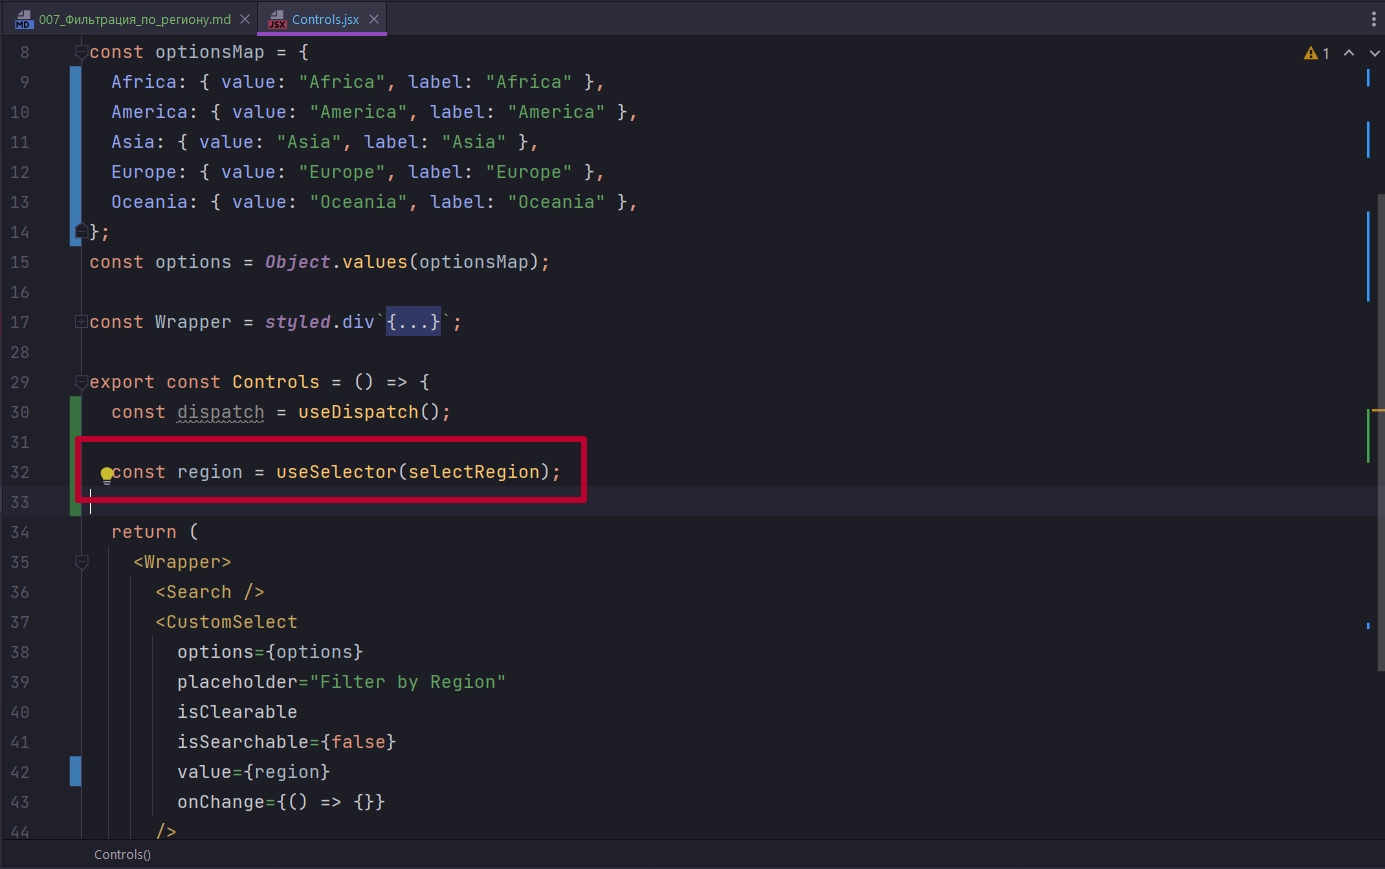 007_Фильтрация_по_региону.md
Controls.jsx
1
8 const optionsMap = {
9 Africa: { value: "Africa", label: "Africa" },
10 America: { value: "America", label: "America" },
11 Asia: { value: "Asia", label: "Asia" },
12 Europe: { value: "Europe", label: "Europe" },
13 Oceania: { value: "Oceania", label: "Oceania" },
14 };
15 const options = Object.values(optionsMap);
16
17 const Wrapper = styled.div`{...}`;
28
29 export const Controls = () => {
30 const dispatch = useDispatch();
31
32 const region = useSelector(selectRegion);
33
34 return (
35 <Wrapper>
36 <Search />
37 <CustomSelect
38 options={options}
39 placeholder="Filter by Region"
40 isClearable
41 isSearchable={false}
42 value={region}
43 onChange={() => {}}
44 />
Controls()